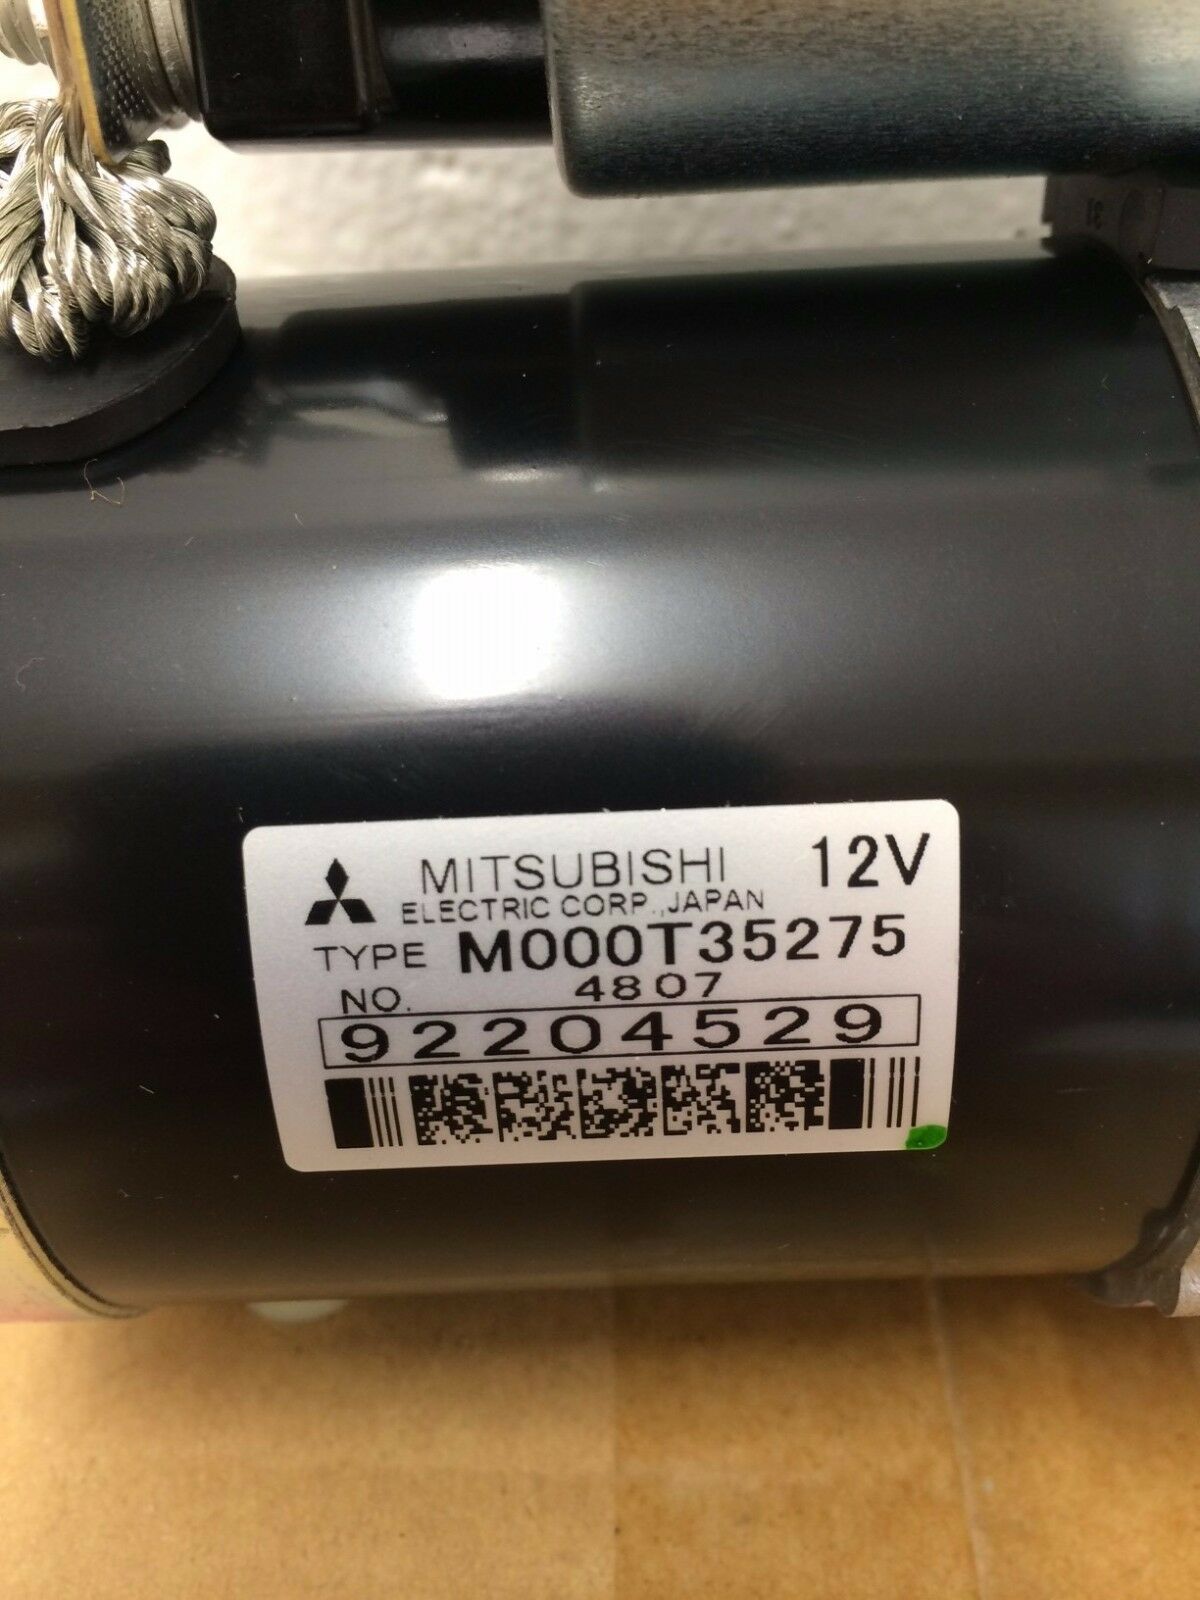 MITSUBISHI 12V
ELECTRIC CORP.,JAPAN
TYPE M000T35275
NO. 4807
92204529